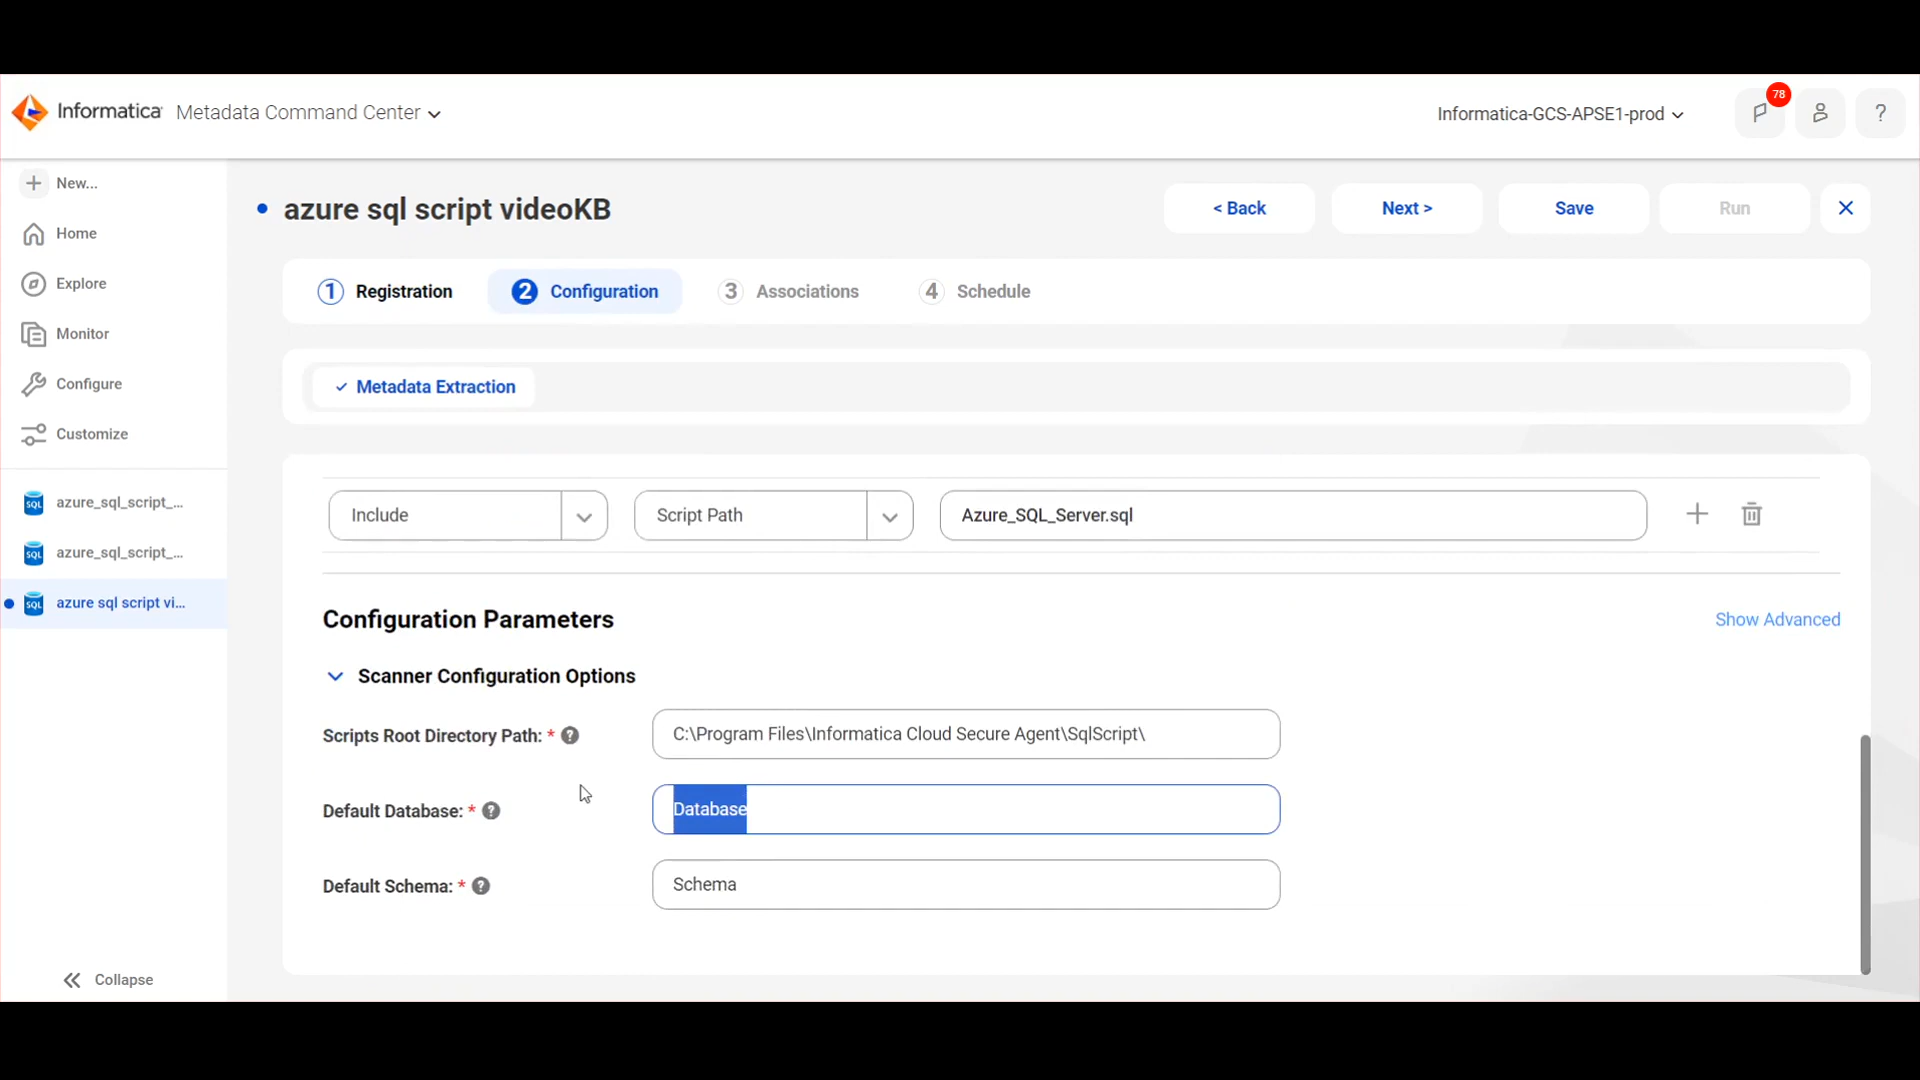 Informatica Metadata Command Center
Informatica-GCS-APSE1-prod
78
?
New...
Home
Explore
Monitor
Configure
Customize
azure_sql_script_...
azure_sql_script_...
azure sql script vi...
Collapse
azure sql script videoKB
< Back
Next >
Save
Run
1 Registration
2 Configuration
3 Associations
4 Schedule
Metadata Extraction
Include
Script Path
Azure_SQL_Server.sql
Configuration Parameters
Show Advanced
Scanner Configuration Options
Scripts Root Directory Path: * ?
C:\Program Files\Informatica Cloud Secure Agent\SqlScript\
Default Database: * ?
Database
Default Schema: * ?
Schema